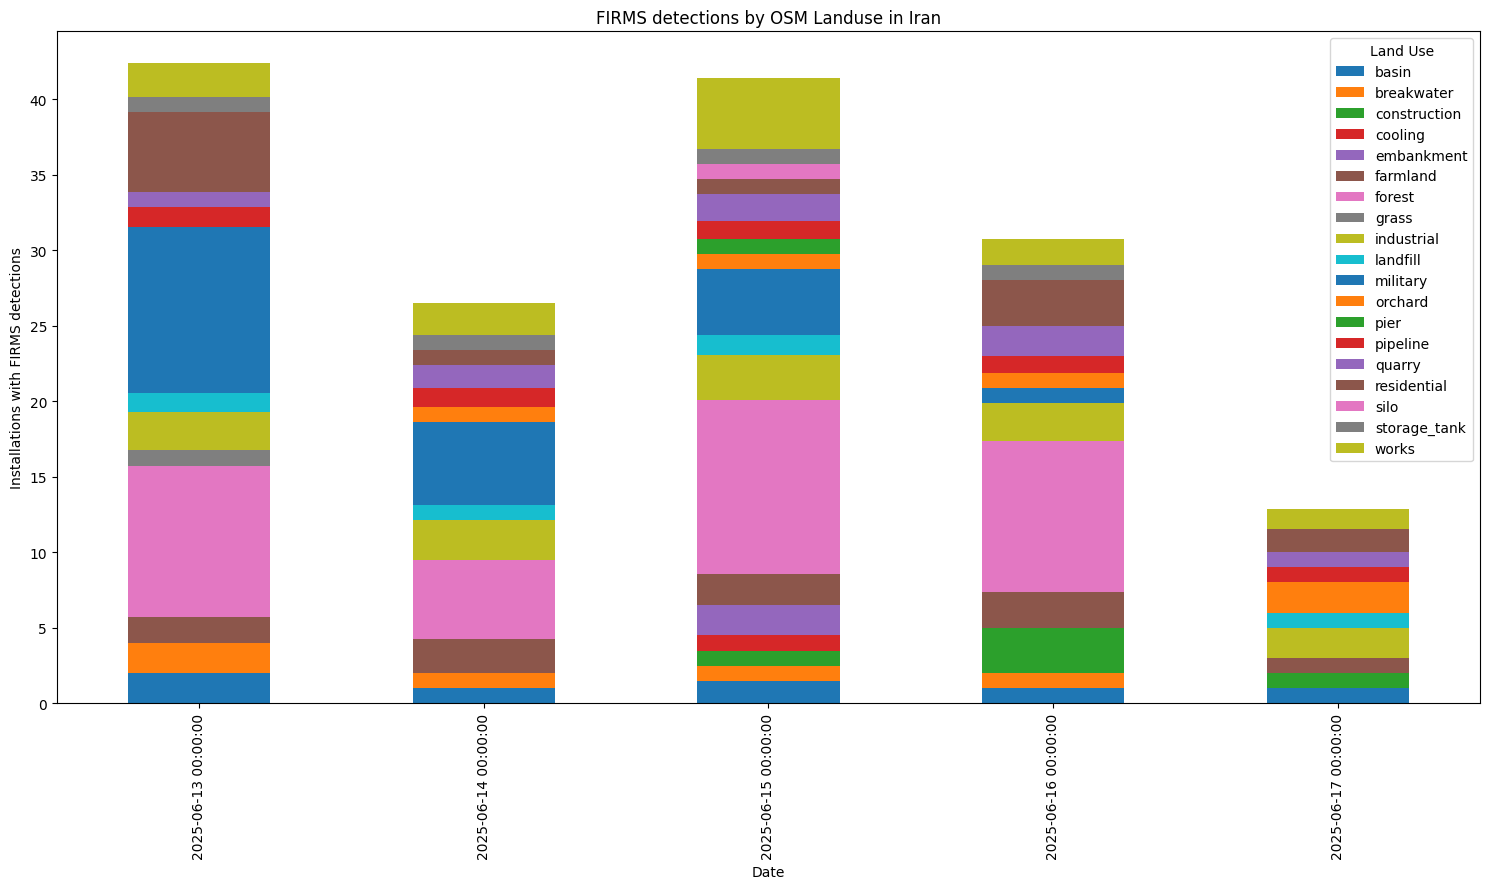 FIRMS detections by OSM Landuse in Iran
Installations with FIRMS detections
40
35
30
25
20
15
10
5
0
Land Use
basin
breakwater
construction
cooling
embankment
farmland
forest
grass
industrial
landfill
military
orchard
pier
pipeline
quarry
residential
silo
storage_tank
works
2025-06-13 00:00:00
2025-06-14 00:00:00
2025-06-15 00:00:00
2025-06-16 00:00:00
2025-06-17 00:00:00
Date